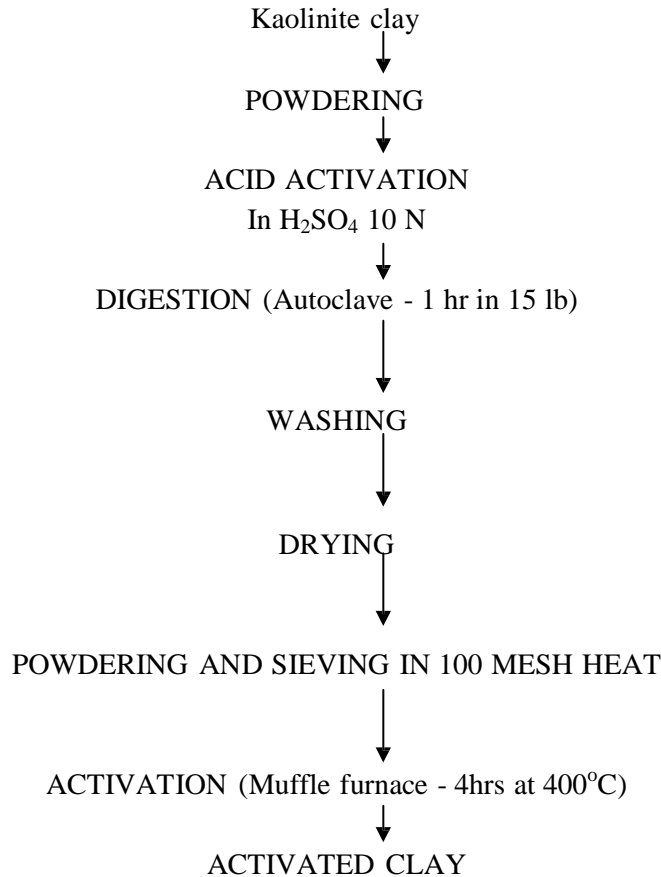 Kaolinite clay
POWDERING
ACID ACTIVATION
In H₂SO₄ 10 N
DIGESTION (Autoclave - 1 hr in 15 lb)
WASHING
DRYING
POWDERING AND SIEVING IN 100 MESH HEAT
ACTIVATION (Muffle furnace - 4hrs at 400°C)
ACTIVATED CLAY